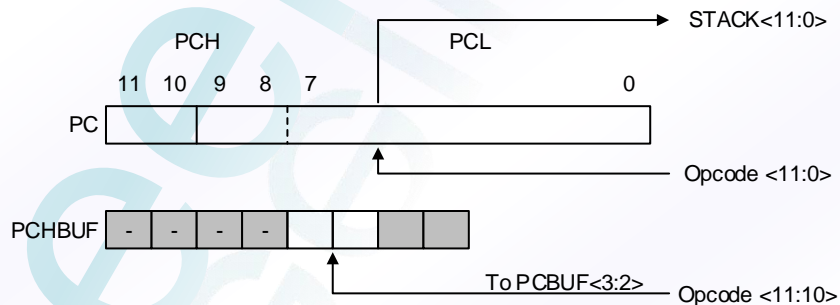 STACK<11:0>
PCH PCL
11 10 9 8 7 0
PC
Opcode <11:0>
PCHBUF - - - -
To PCBUF<3:2>
Opcode <11:10>